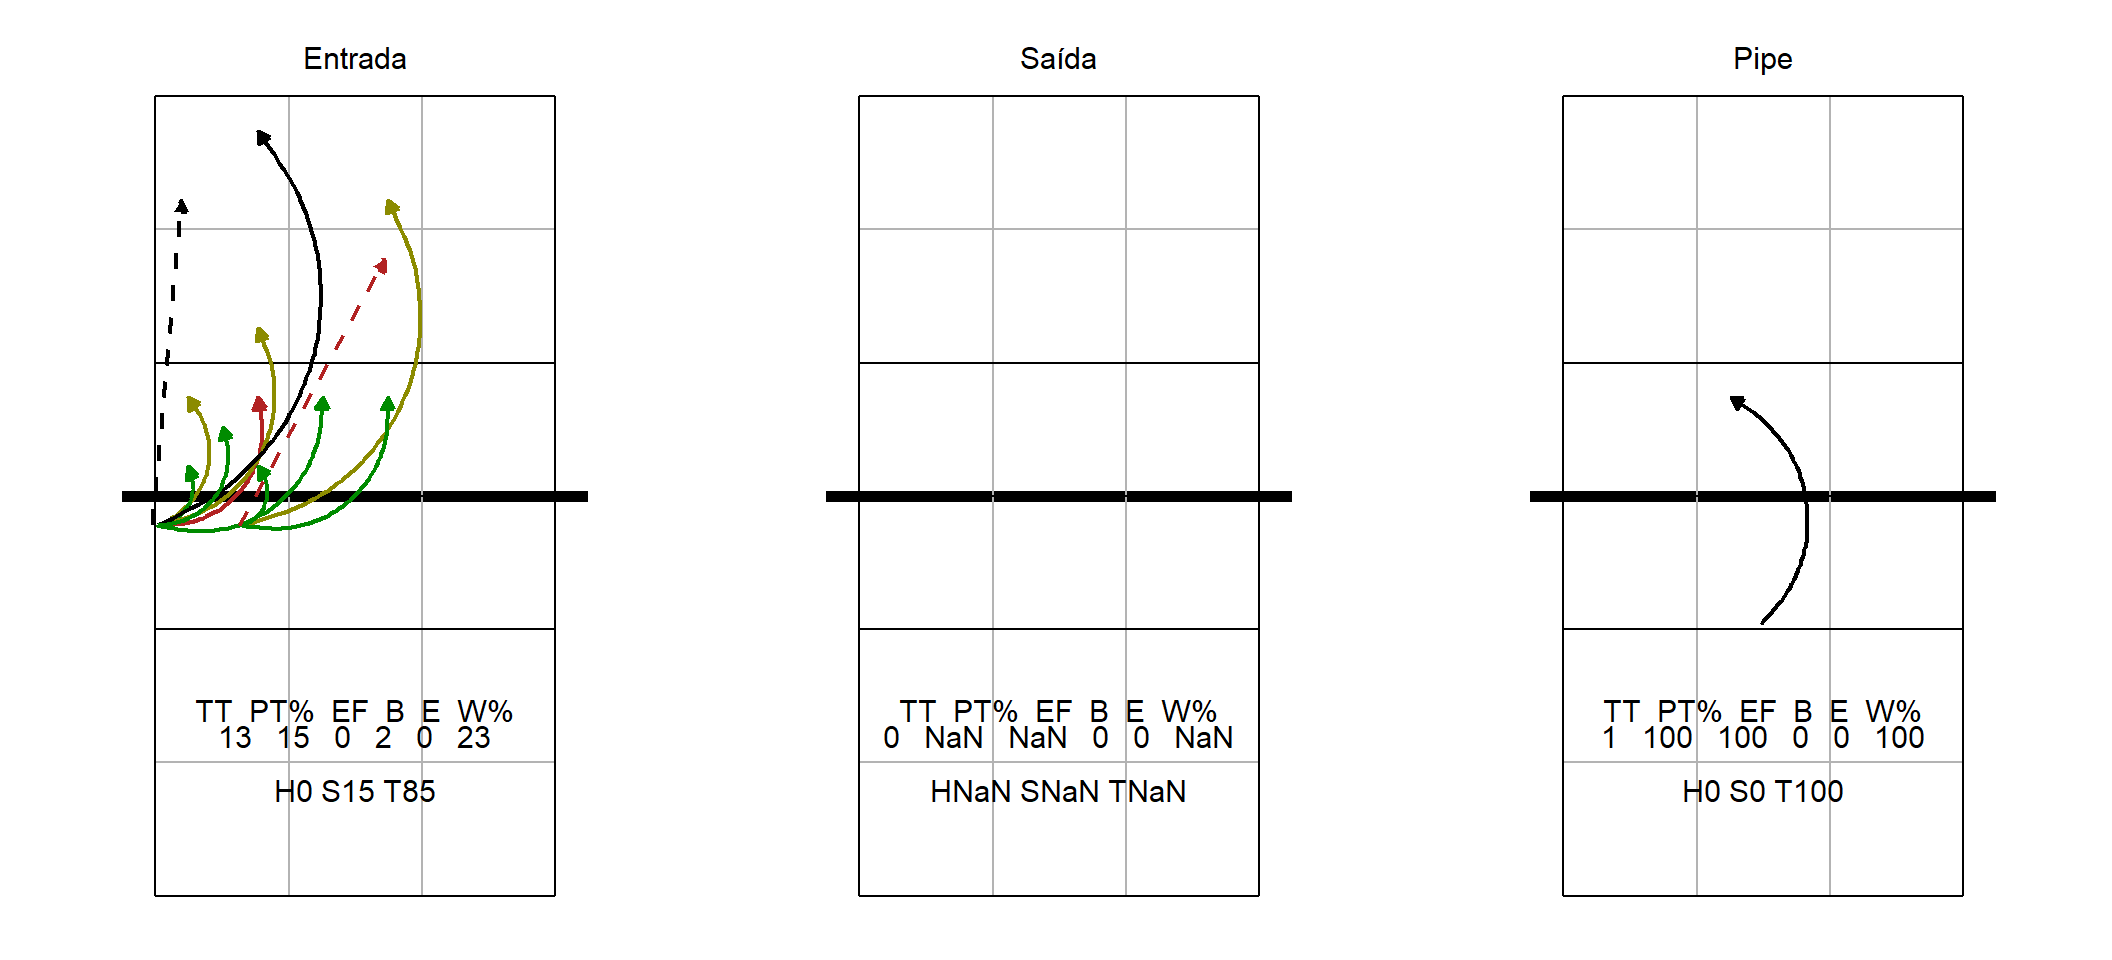 Entrada
TT PT% EF B E W%
13 15 0 2 0 23
H0 S15 T85
Saída
TT PT% EF B E W%
0 NaN NaN 0 0 NaN
HNaN SNaN TNaN
Pipe
TT PT% EF B E W%
1 100 100 0 0 100
H0 S0 T100